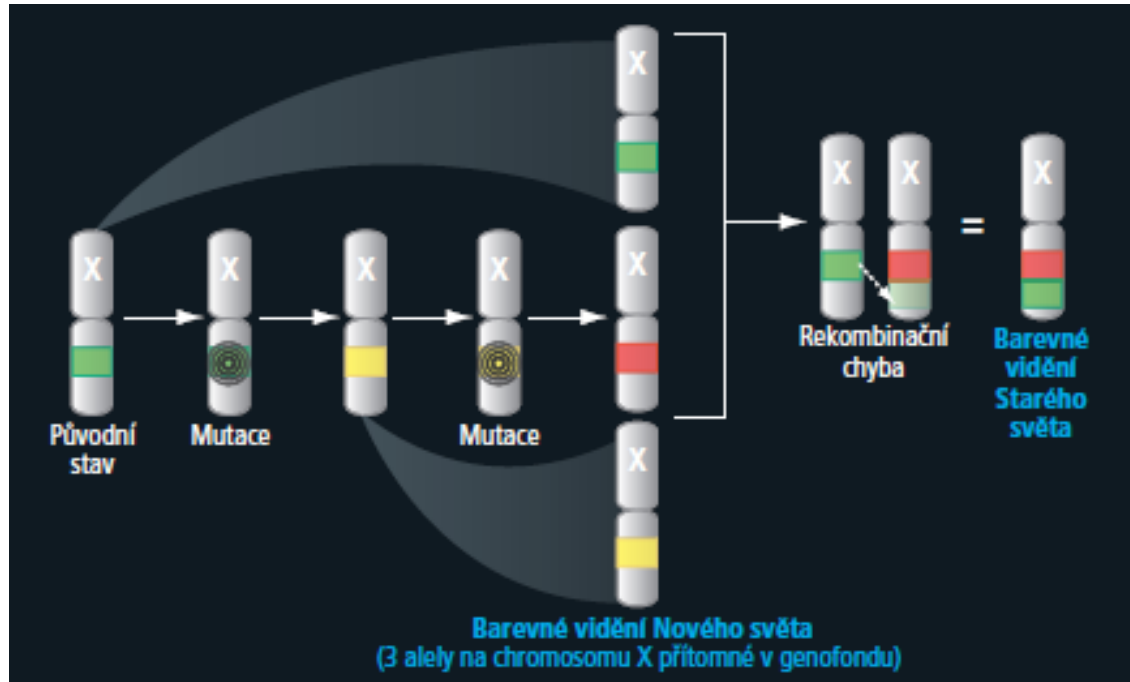 X
X
X
X
X
X
X
X
X
X
=
Původní
stav
Mutace
Mutace
Rekombinační
chyba
Barevné
vidění
Starého
světa
Barevné vidění Nového světa
(3 alely na chromosomu X přítomné v genofondu)